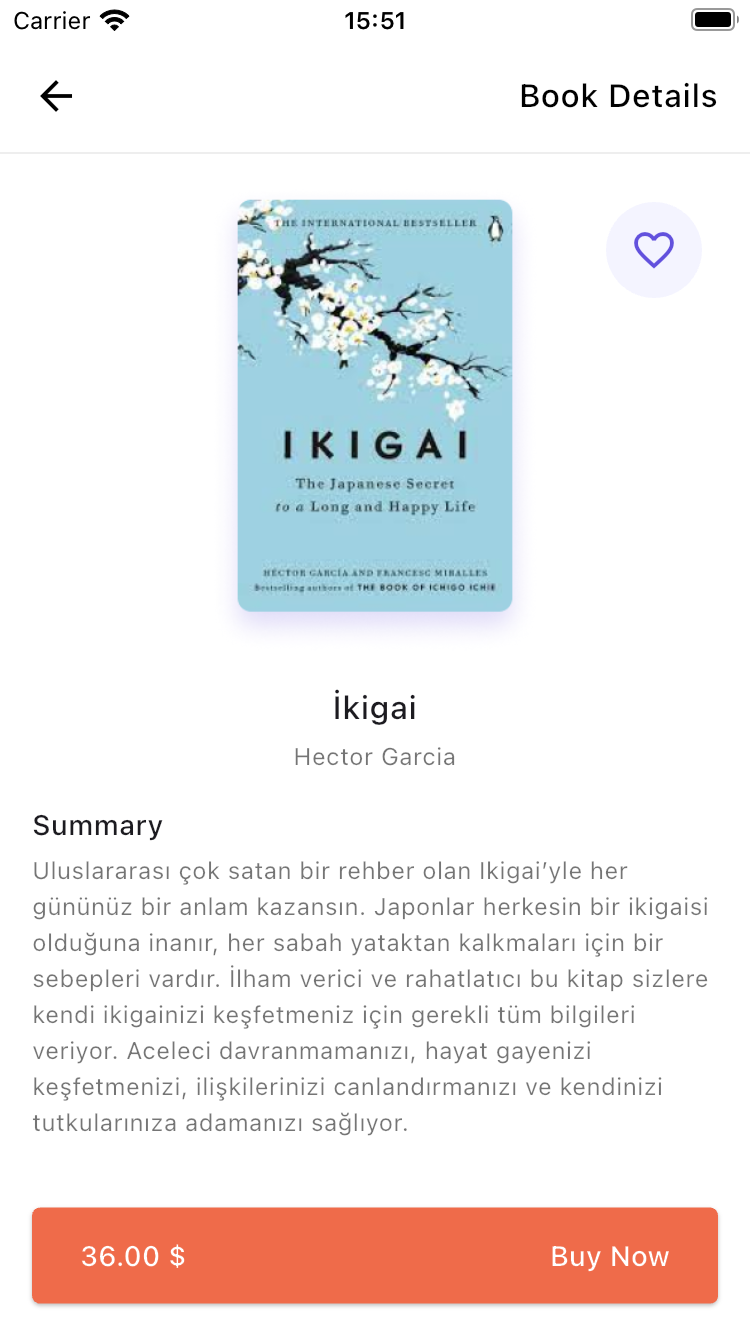 Carrier
15:51
Book Details
THE INTERNATIONAL BESTSELLER
IKIGAI
The Japanese Secret
to a Long and Happy Life
HÉCTOR GARCÍA AND FRANCESC MIRALLES
Bestselling authors of THE BOOK OF ICHIGO ICHIE
İkigai
Hector Garcia
Summary
Uluslararası çok satan bir rehber olan Ikigai’yle her
gününüz bir anlam kazansın. Japonlar herkesin bir ikigaisi
olduğuna inanır, her sabah yataktan kalkmaları için bir
sebepleri vardır. İlham verici ve rahatlatıcı bu kitap sizlere
kendi ikigainizi keşfetmeniz için gerekli tüm bilgileri
veriyor. Aceleci davranmamanızı, hayat gayenizi
keşfetmenizi, ilişkilerinizi canlandırmanızı ve kendinizi
tutkularınıza adamanızı sağlıyor.
36.00 $
Buy Now